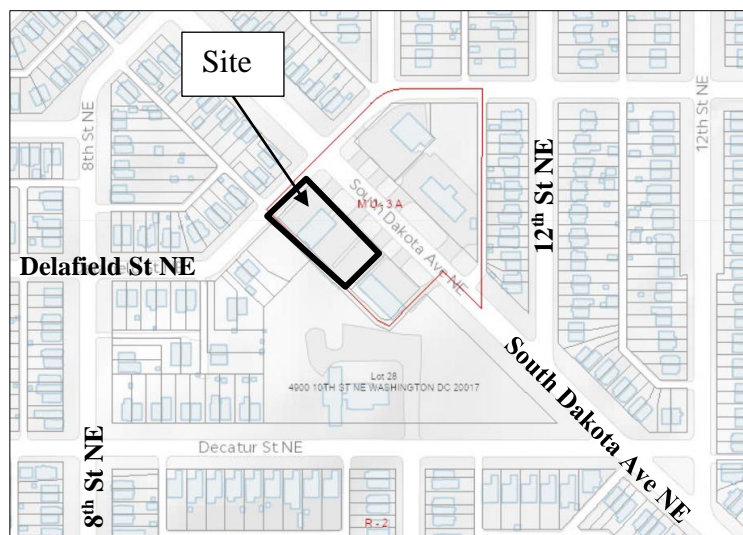 Site
8th St NE
12th St NE
South Dakota Ave NE
MU-3A
12th St NE
Delafield St NE
Lot 28
4900 10TH ST NE WASHINGTON DC 20017
South Dakota Ave NE
Decatur St NE
8th St NE
R-2